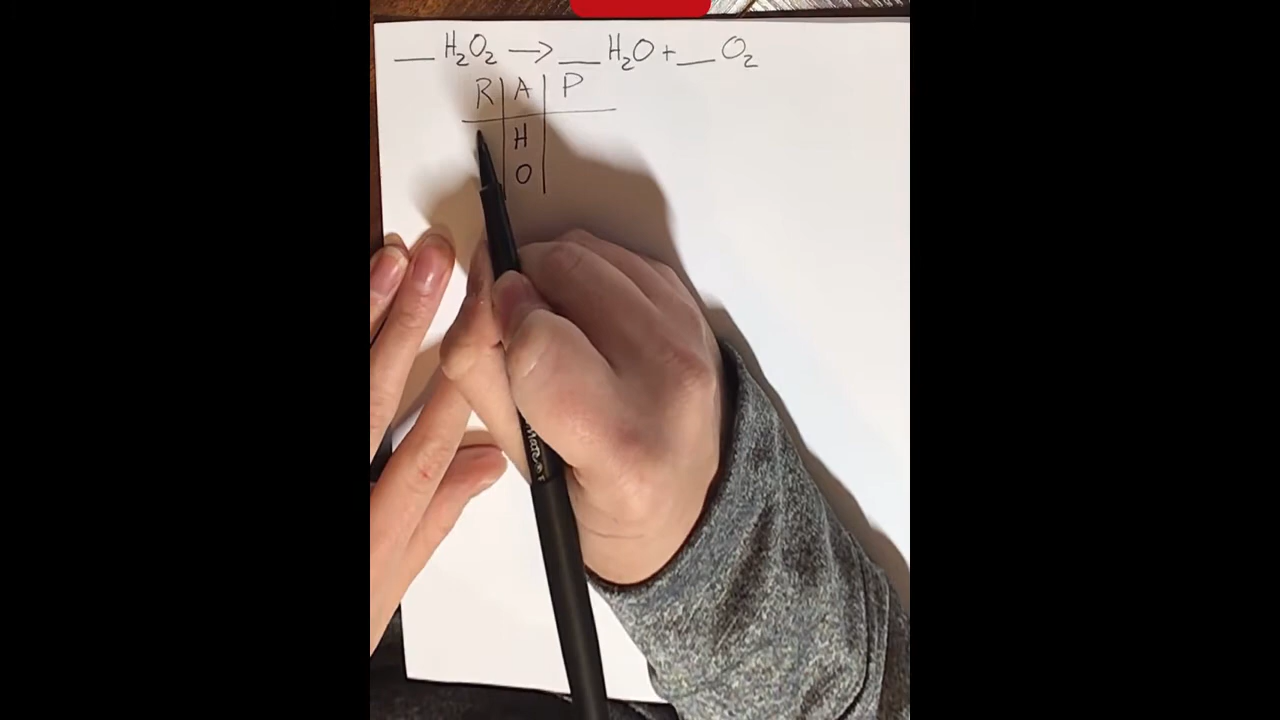 __ H₂O₂ → __ H₂O + __ O₂
R | A | P
H
O